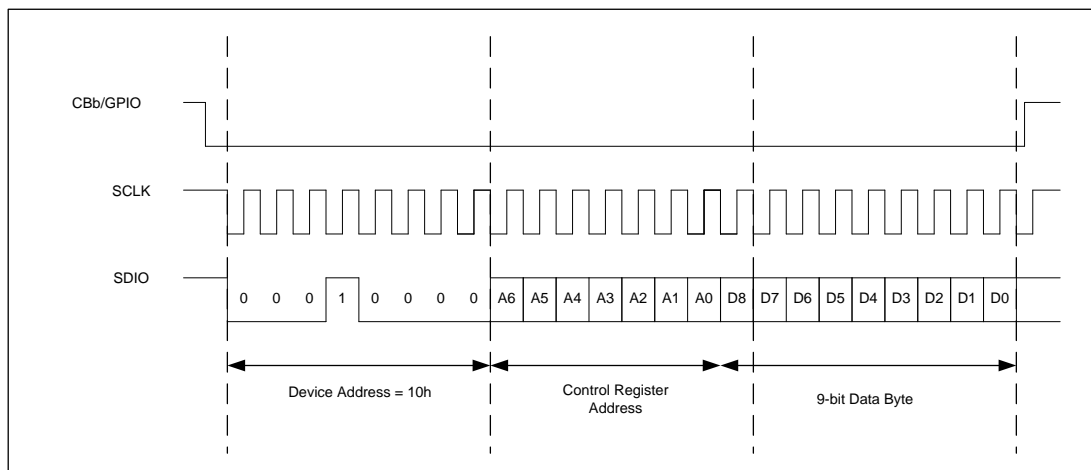 CBb/GPIO
SCLK
SDIO
0 0 0 1 0 0 0 0 A6 A5 A4 A3 A2 A1 A0 D8 D7 D6 D5 D4 D3 D2 D1 D0
Device Address = 10h
Control Register
Address
9-bit Data Byte